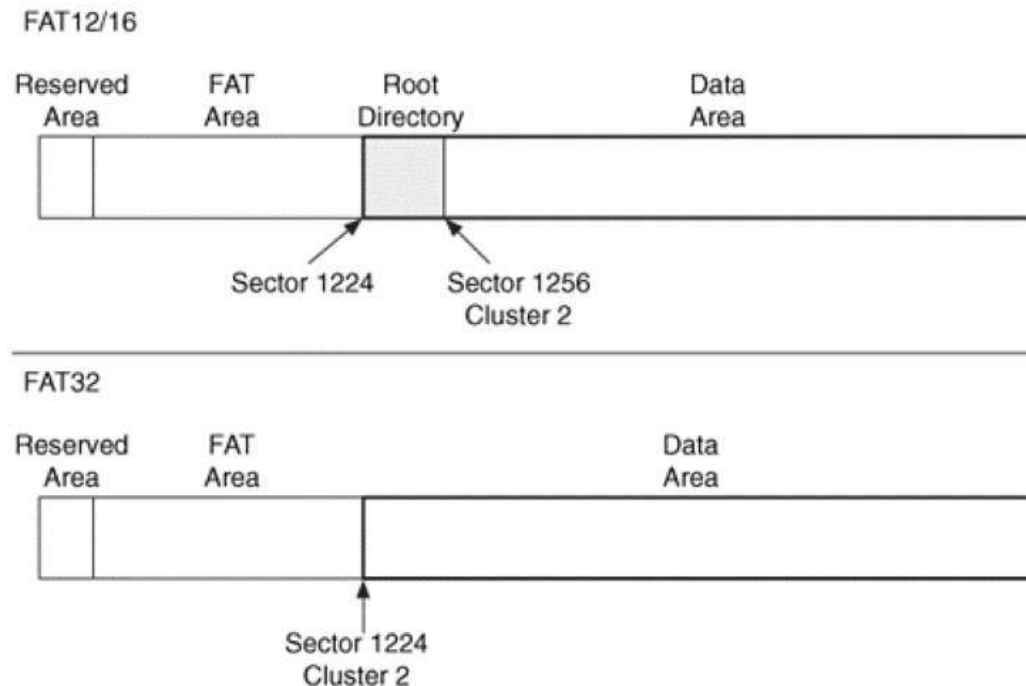 FAT12/16
Reserved Area
FAT Area
Root Directory
Data Area
Sector 1224
Sector 1256
Cluster 2
FAT32
Reserved Area
FAT Area
Data Area
Sector 1224
Cluster 2